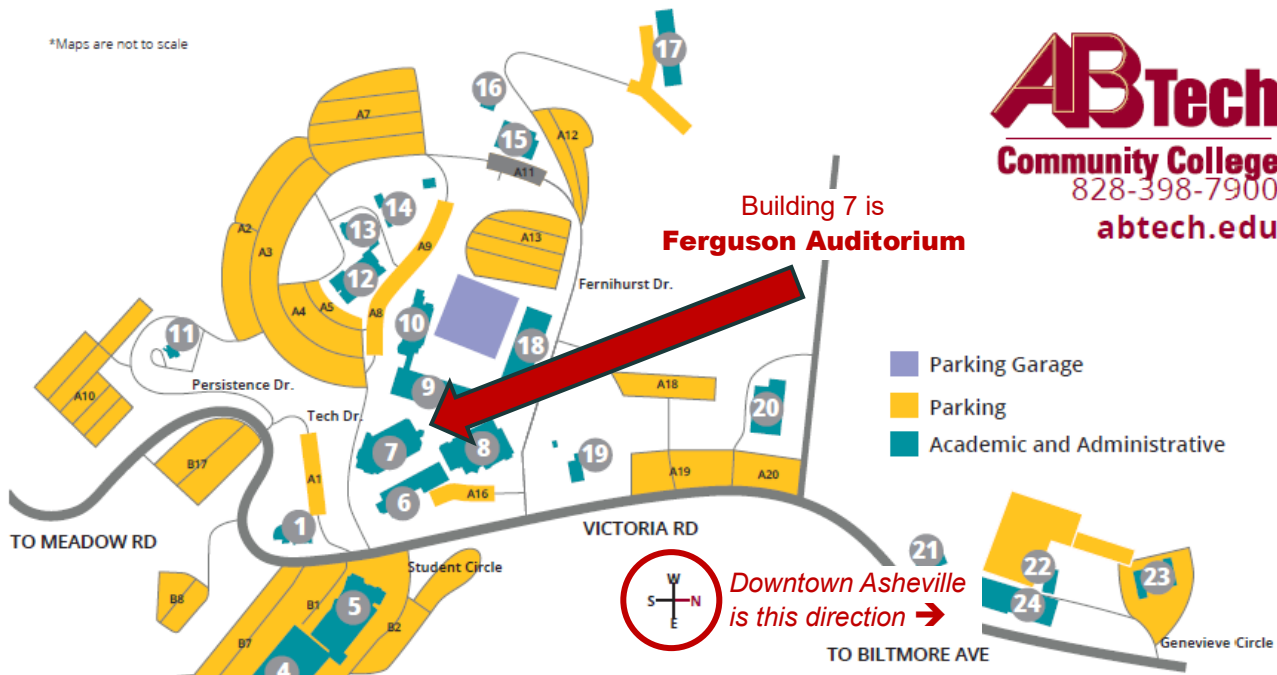 *Maps are not to scale
AB Tech
Community College
828-398-7900
abtech.edu
17
16
15
A7
A12
A11
14
13
A2
A3
A9
12
A13
Building 7 is
Ferguson Auditorium
Fernihurst Dr.
A4
A5
A8
10
11
18
Parking Garage
Parking
Academic and Administrative
Persistence Dr.
A10
9
A18
20
Tech Dr.
B17
7
8
19
A1
6
A16
A19
A20
1
TO MEADOW RD
VICTORIA RD
Student Circle
B8
B1
5
B2
B7
4
W
S N
E
Downtown Asheville
is this direction ➔
21
22
23
24
TO BILTMORE AVE
Genevieve Circle